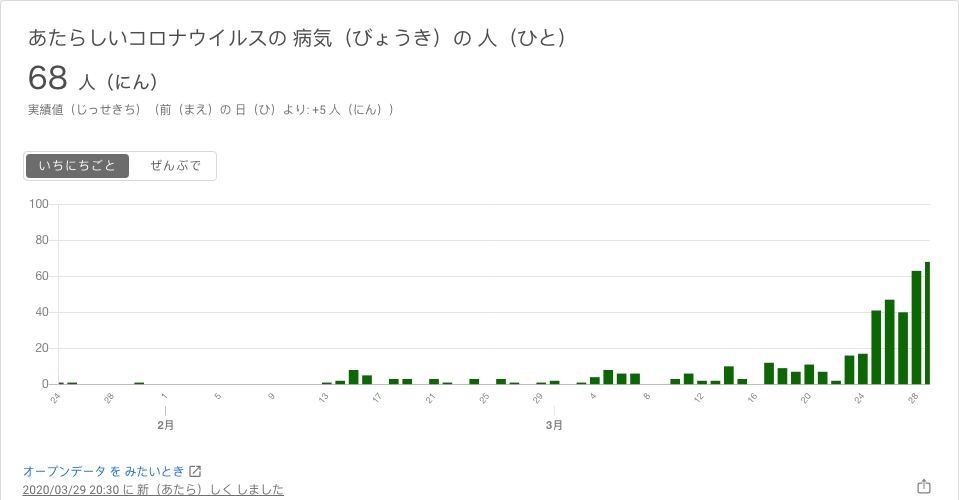 あたらしいコロナウイルスの 病気（びょうき）の 人（ひと）
68 人（にん）
実績値（じっせきち）（前（まえ）の 日（ひ）より: +5 人（にん））
いちにちごと ぜんぶで
100
80
60
40
20
0
24 28 1 5 9 13 17 21 25 29 4 8 12 16 20 24 28
2月 3月
オープンデータ を みたいとき
2020/03/29 20:30 に 新（あたら）しく しました